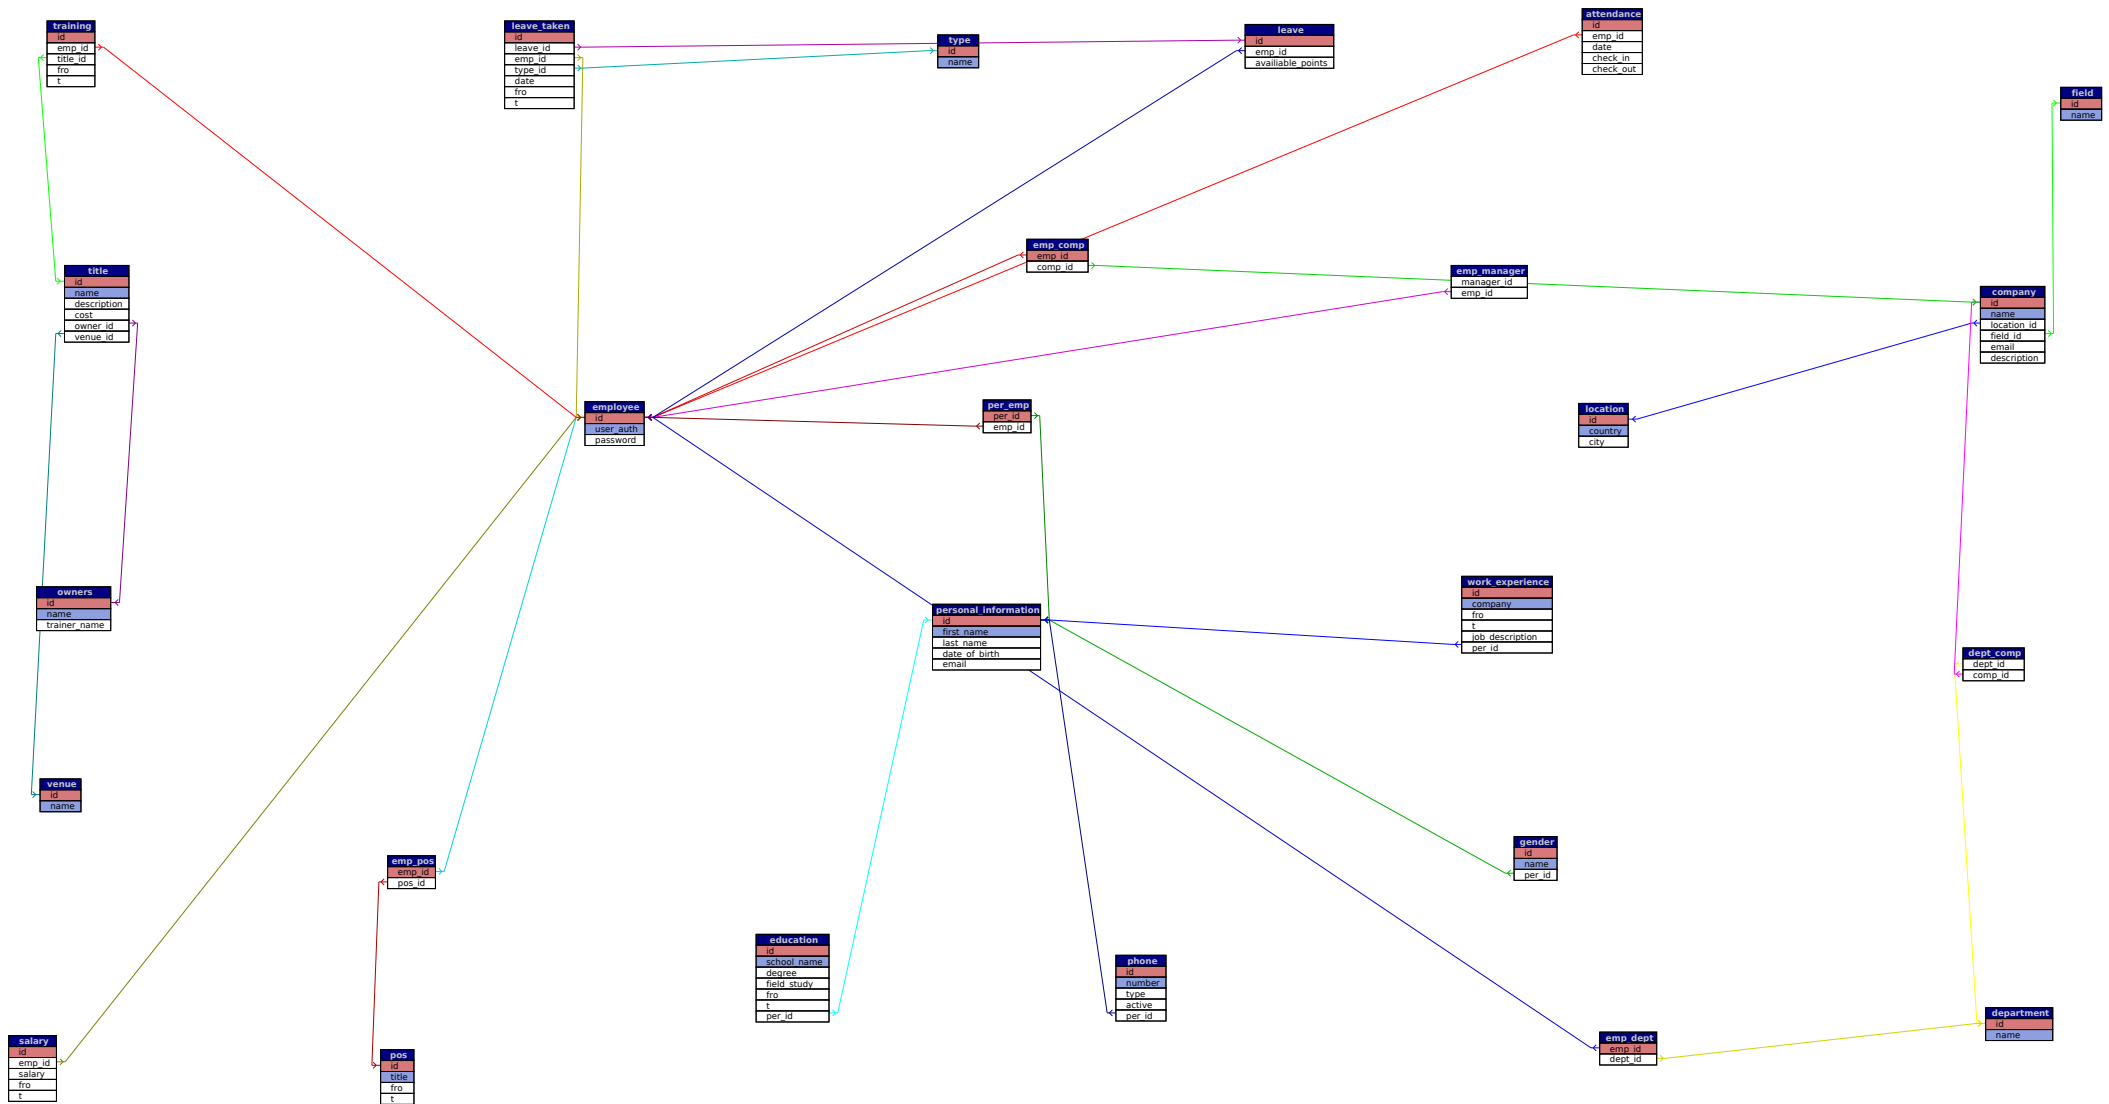 training
id
emp_id
title_id
fro
t
leave_taken
id
leave_id
emp_id
type_id
date
fro
t
type
id
name
leave
id
emp_id
availiable_points
attendance
id
emp_id
date
check_in
check_out
field
id
name
title
id
name
description
cost
owner_id
venue_id
emp_comp
emp_id
comp_id
emp_manager
manager_id
emp_id
company
id
name
location_id
field_id
email
description
employee
id
user_auth
password
per_emp
per_id
emp_id
location
id
country
city
owners
id
name
trainer_name
personal_information
id
first_name
last_name
date_of_birth
email
work_experience
id
company
fro
t
job_description
per_id
dept_comp
dept_id
comp_id
venue
id
name
emp_pos
emp_id
pos_id
gender
id
name
per_id
education
id
school_name
degree
field_study
fro
t
per_id
phone
id
number
type
active
per_id
salary
id
emp_id
salary
fro
t
pos
id
title
fro
t
emp_dept
emp_id
dept_id
department
id
name